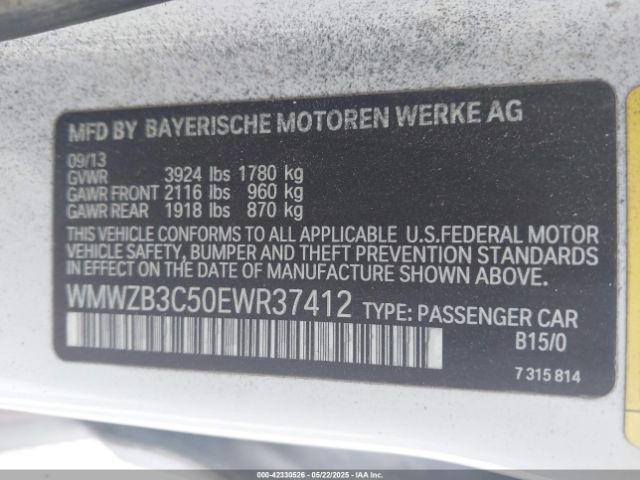 MFD BY BAYERISCHE MOTOREN WERKE AG
09/13
GVWR 3924 lbs 1780 kg
GAWR FRONT 2116 lbs 960 kg
GAWR REAR 1918 lbs 870 kg
THIS VEHICLE CONFORMS TO ALL APPLICABLE U.S.FEDERAL MOTOR
VEHICLE SAFETY, BUMPER AND THEFT PREVENTION STANDARDS
IN EFFECT ON THE DATE OF MANUFACTURE SHOWN ABOVE.
WMWZB3C50EWR37412 TYPE: PASSENGER CAR
B15/0
7 315 814
000-42330526 - 05/22/2025 - IAAI.COM